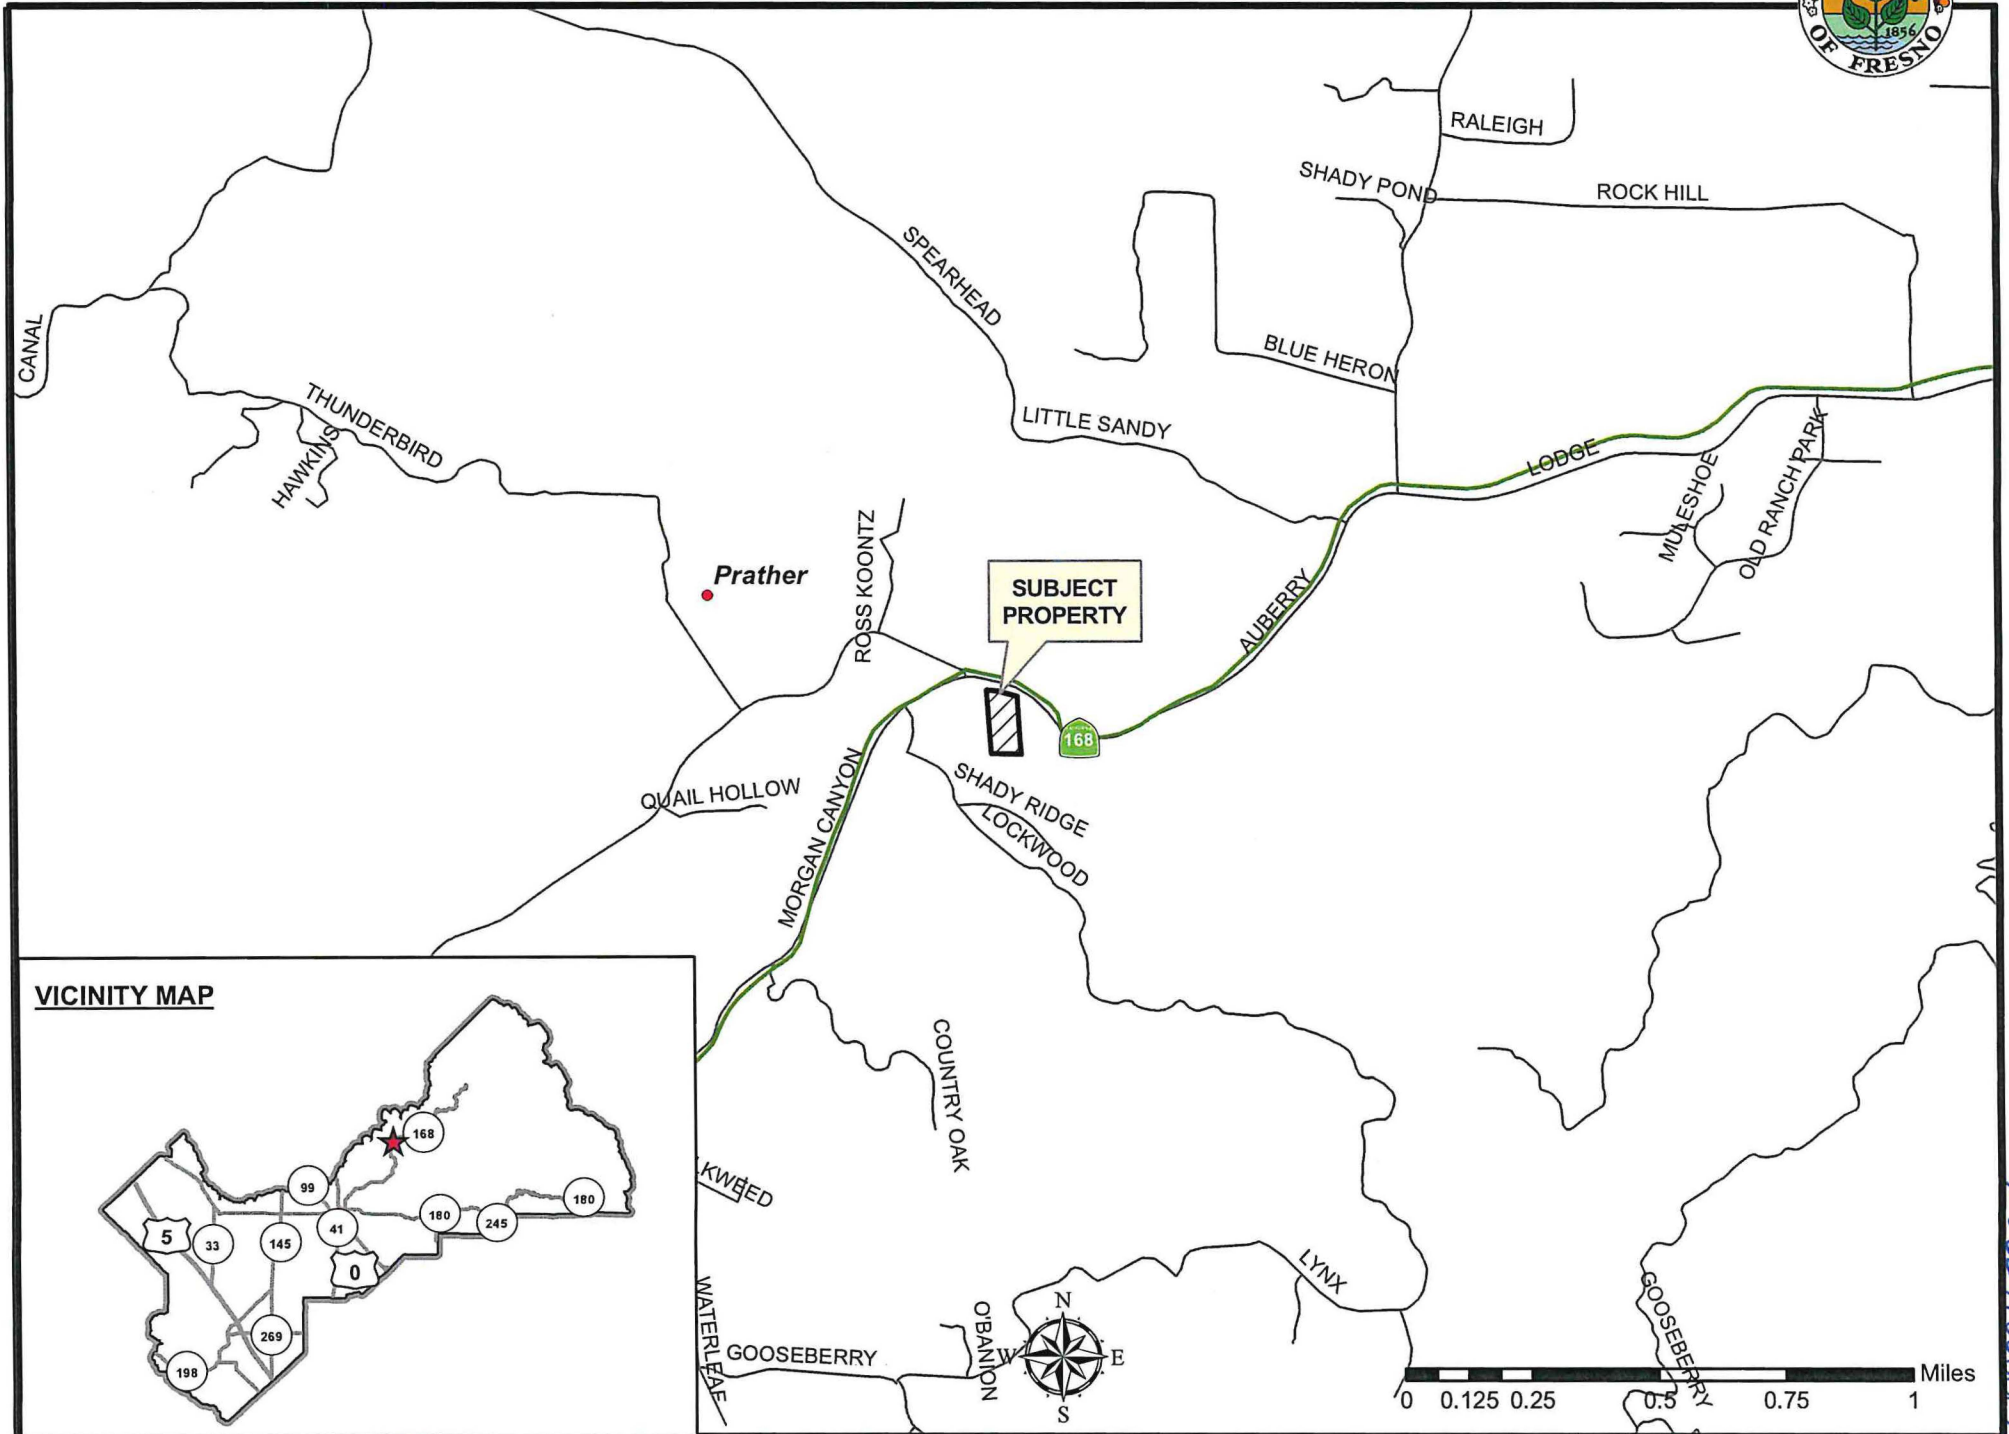 1856
OF FRESNO
RALEIGH
SHADY POND
ROCK HILL
SPEARHEAD
CANAL
BLUE HERON
THUNDERBIRD
LITTLE SANDY
HAWKINS
LODGE
MULESHOE
OLD RANCH PARK
ROSS KOONTZ
Prather
SUBJECT
PROPERTY
AUBERRY
168
MORGAN CANYON
QUAIL HOLLOW
SHADY RIDGE
LOCKWOOD
VICINITY MAP
168
99
180
180
245
5
33
145
41
0
269
198
COUNTRY OAK
LKWEED
WATERLEAF
GOOSEBERRY
O'BANION
LYNX
GOOSEBERRY
N
W
E
S
Miles
0 0.125 0.25 0.5 0.75 1